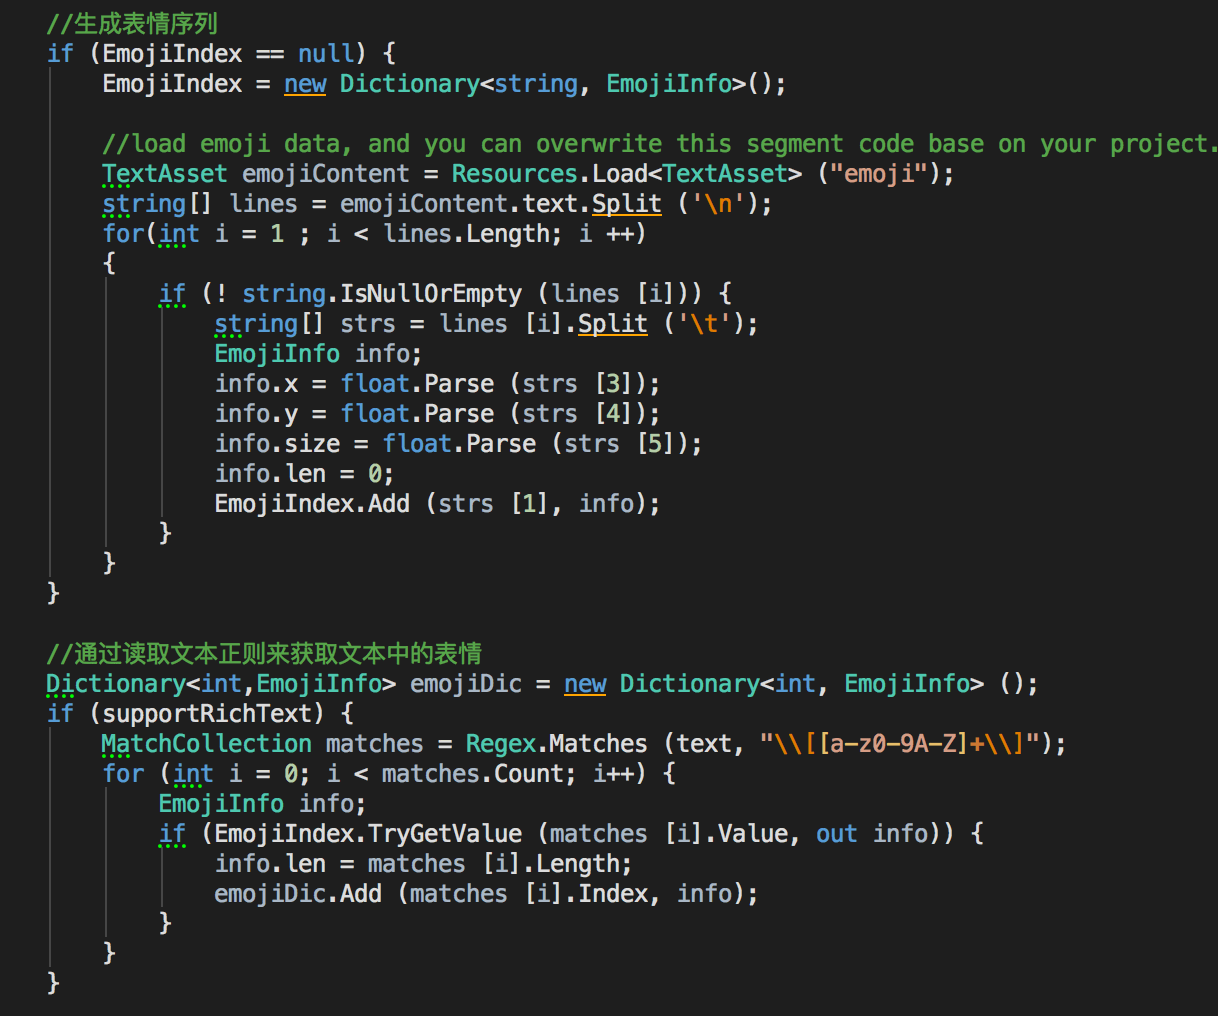 //生成表情序列
if (EmojiIndex == null) {
EmojiIndex = new Dictionary<string, EmojiInfo>();
//load emoji data, and you can overwrite this segment code base on your project.
TextAsset emojiContent = Resources.Load<TextAsset> ("emoji");
string[] lines = emojiContent.text.Split ('\n');
for(int i = 1 ; i < lines.Length; i ++)
{
if (! string.IsNullOrEmpty (lines [i])) {
string[] strs = lines [i].Split ('\t');
EmojiInfo info;
info.x = float.Parse (strs [3]);
info.y = float.Parse (strs [4]);
info.size = float.Parse (strs [5]);
info.len = 0;
EmojiIndex.Add (strs [1], info);
}
}
}
//通过读取文本正则来获取文本中的表情
Dictionary<int,EmojiInfo> emojiDic = new Dictionary<int, EmojiInfo> ();
if (supportRichText) {
MatchCollection matches = Regex.Matches (text, "\\[[a-z0-9A-Z]+\\]");
for (int i = 0; i < matches.Count; i++) {
EmojiInfo info;
if (EmojiIndex.TryGetValue (matches [i].Value, out info)) {
info.len = matches [i].Length;
emojiDic.Add (matches [i].Index, info);
}
}
}